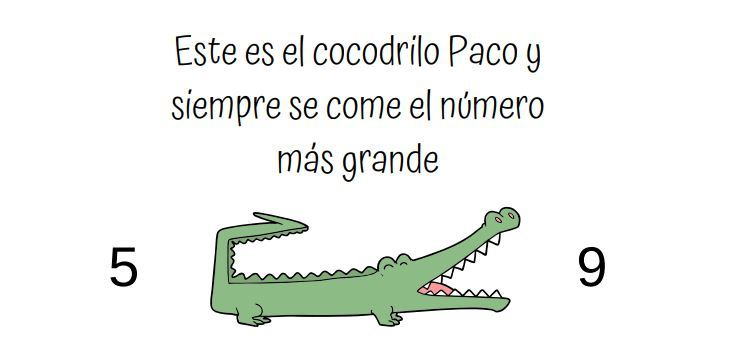 Este es el cocodrilo Paco y
siempre se come el número
más grande
5 9